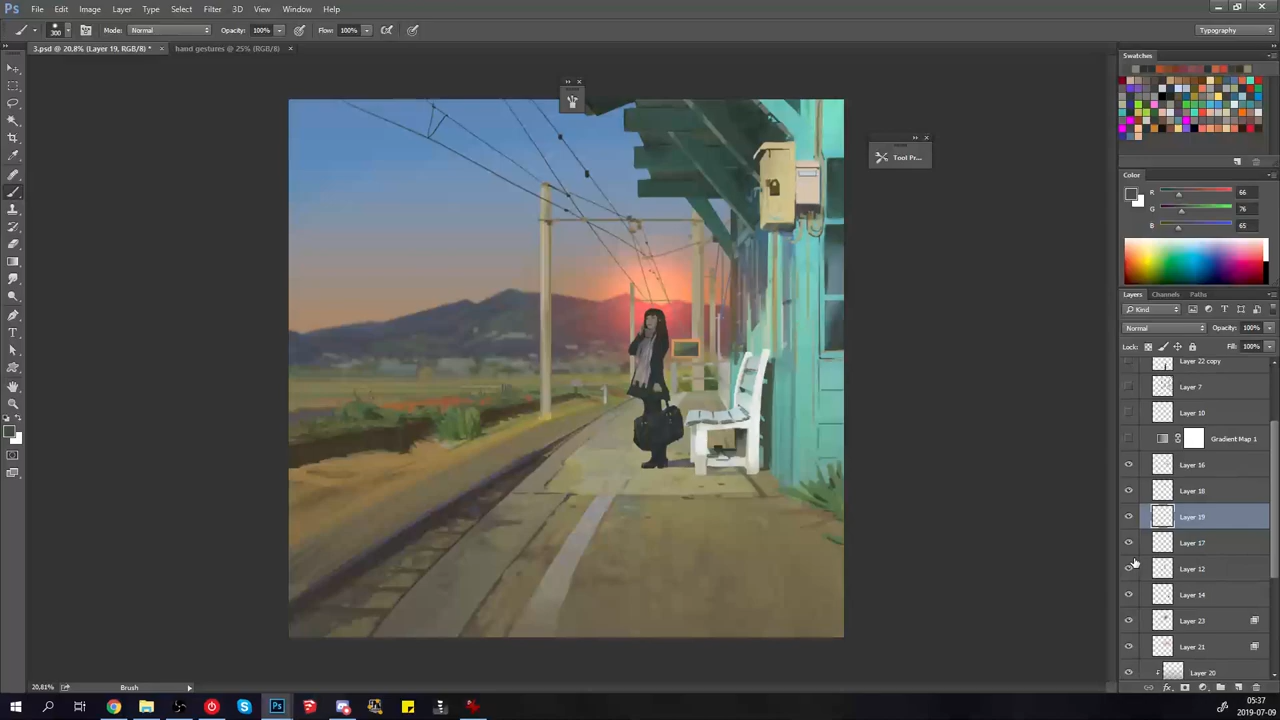 Ps File Edit Image Layer Type Select Filter 3D View Window Help
300 Mode: Normal Opacity: 100% Flow: 100% Typography
3.psd @ 20.8% (Layer 19, RGB/8) * × hand gestures @ 25% (RGB/8) ×
Swatches
Tool Pr...
Color
R 66
G 76
B 65
Layers Channels Paths
Kind
Normal Opacity: 100%
Lock: Fill: 100%
Layer 22 copy
Layer 7
Layer 10
Gradient Map 1
Layer 16
Layer 18
Layer 19
Layer 17
Layer 12
Layer 14
Layer 23
Layer 21
Layer 20
20.81% Brush
05:37
2019-07-09